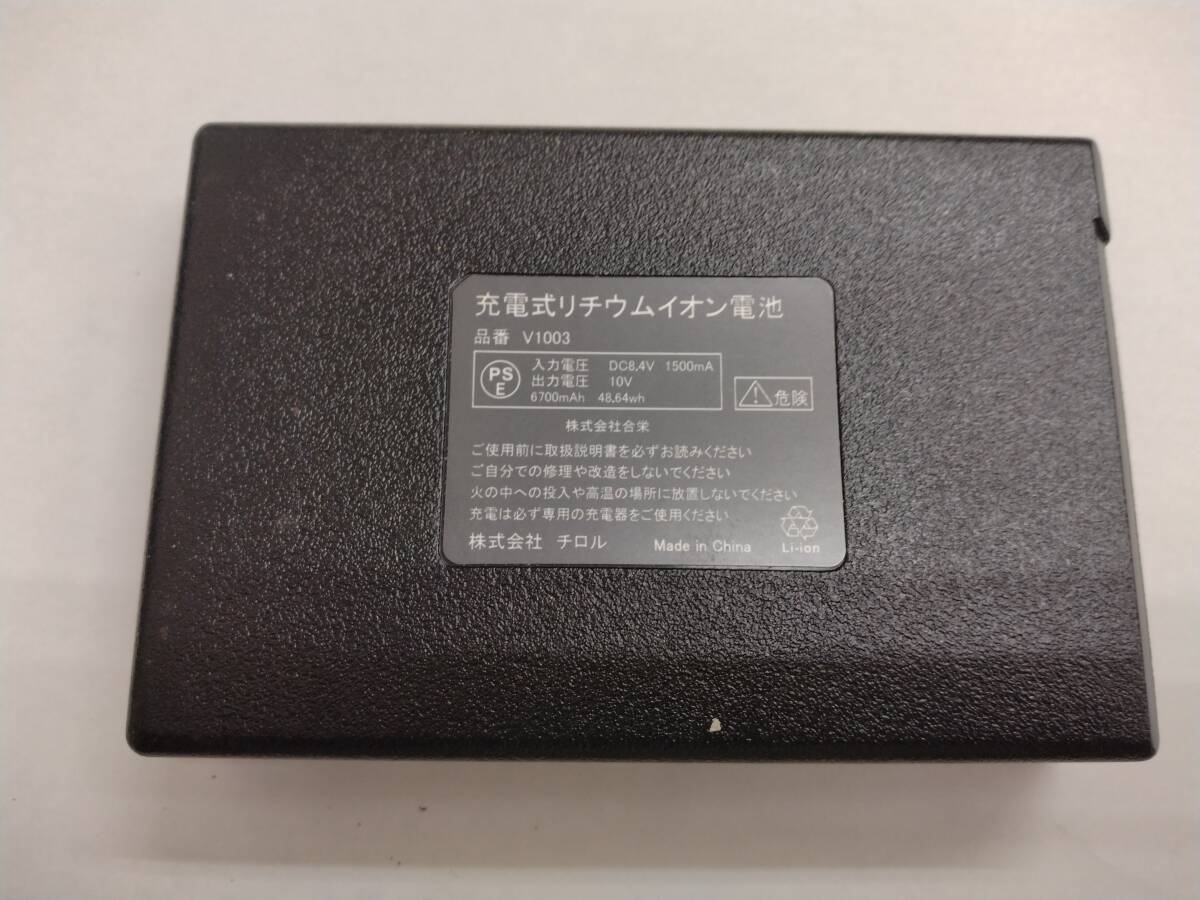 充電式リチウムイオン電池
品番 V1003
PS
E
入力電圧 DC8.4V 1500mA
出力電圧 10V
6700mAh 48.64wh
危険
株式会社合栄
ご使用前に取扱説明書を必ずお読みください
ご自分での修理や改造をしないでください
火の中への投入や高温の場所に放置しないでください
充電は必ず専用の充電器をご使用ください
株式会社 チロル Made in China Li-ion